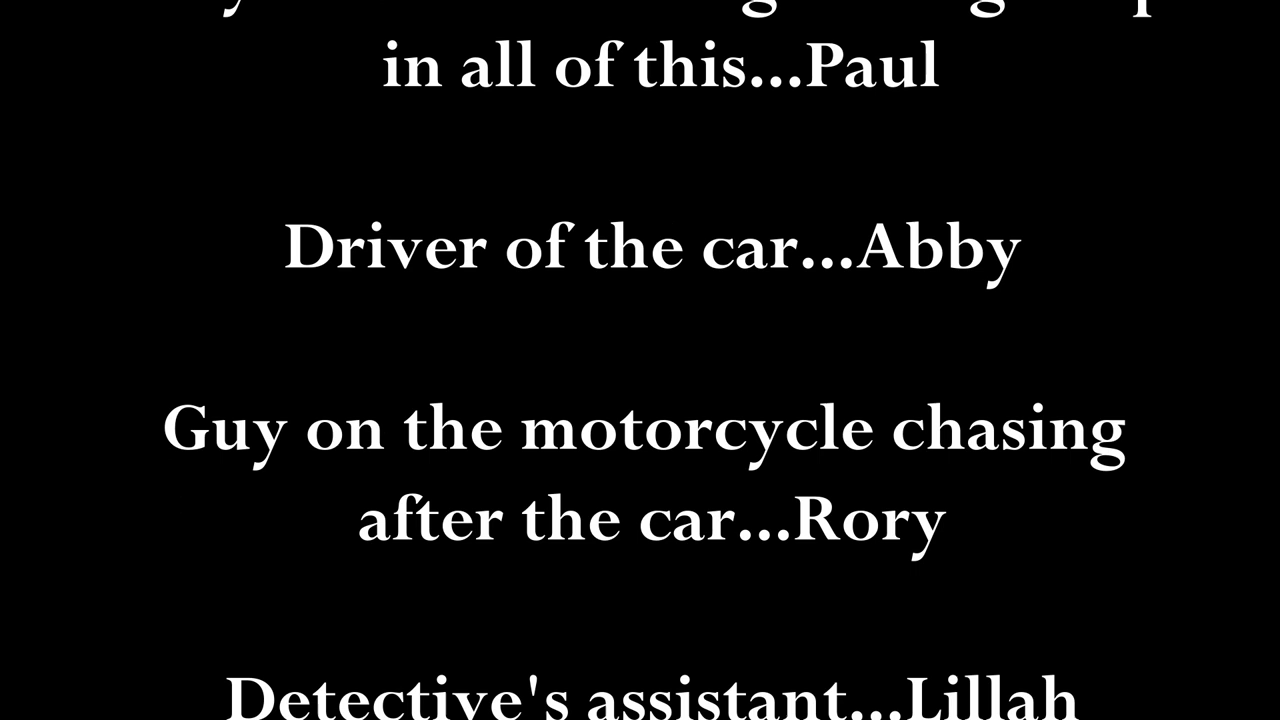 in all of this...Paul
Driver of the car...Abby
Guy on the motorcycle chasing
after the car...Rory
Detective's assistant...Lillah